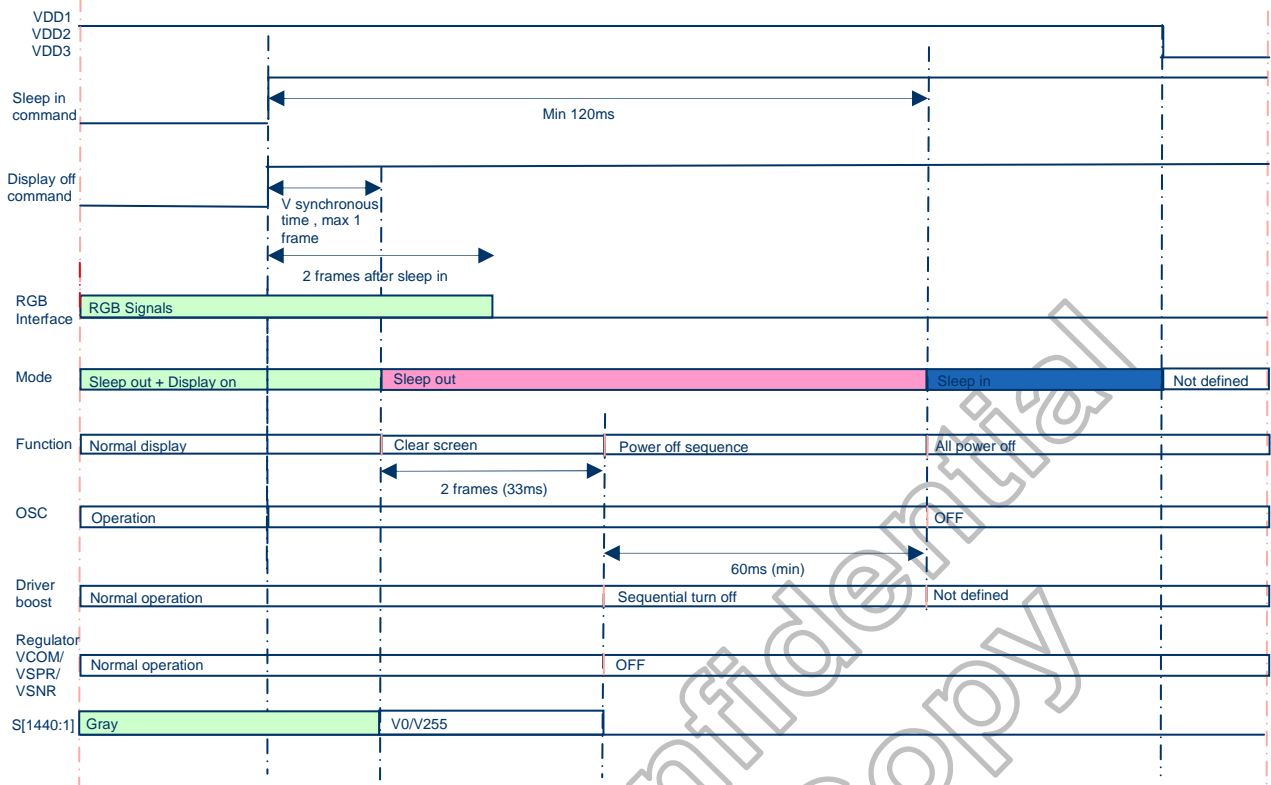 VDD1
VDD2
VDD3
Sleep in
command
Min 120ms
Display off
command
V synchronous
time , max 1
frame
2 frames after sleep in
RGB
Interface
RGB Signals
Mode
Sleep out + Display on
Sleep out
Sleep in
Not defined
Function
Normal display
Clear screen
Power off sequence
All power off
2 frames (33ms)
OSC
Operation
OFF
60ms (min)
Driver
boost
Normal operation
Sequential turn off
Not defined
Regulator
VCOM/
VSPR/
VSNR
Normal operation
OFF
S[1440:1]
Gray
V0/V255